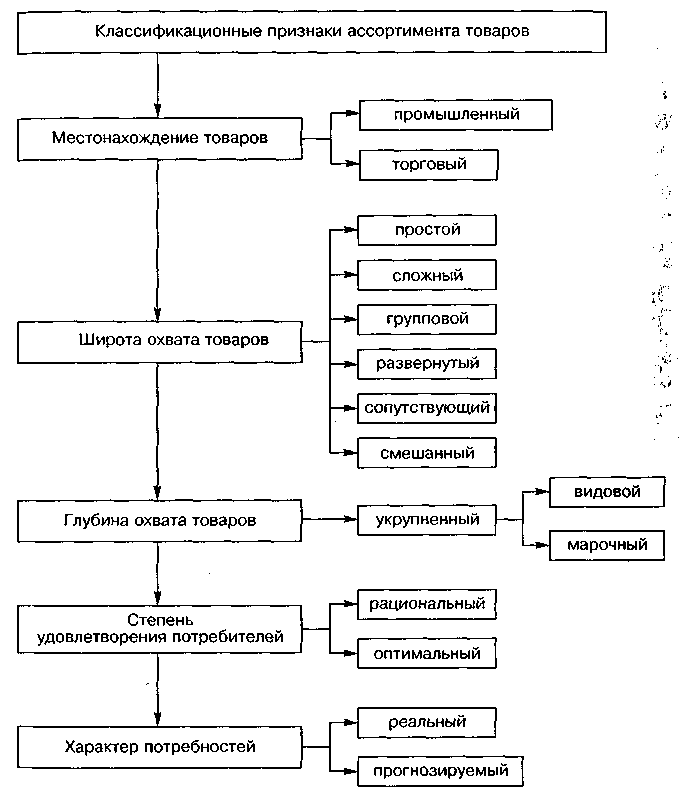 Классификационные признаки ассортимента товаров
Местонахождение товаров
промышленный
торговый
Широта охвата товаров
простой
сложный
групповой
развернутый
сопутствующий
смешанный
Глубина охвата товаров
укрупненный
видовой
марочный
Степень
удовлетворения потребителей
рациональный
оптимальный
Характер потребностей
реальный
прогнозируемый